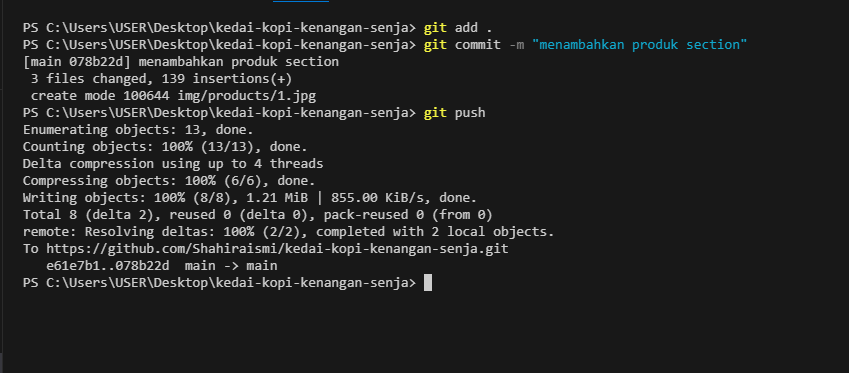 PS C:\Users\USER\Desktop\kedai-kopi-kenangan-senja> git add .
PS C:\Users\USER\Desktop\kedai-kopi-kenangan-senja> git commit -m "menambahkan produk section"
[main 078b22d] menambahkan produk section
 3 files changed, 139 insertions(+)
 create mode 100644 img/products/1.jpg
PS C:\Users\USER\Desktop\kedai-kopi-kenangan-senja> git push
Enumerating objects: 13, done.
Counting objects: 100% (13/13), done.
Delta compression using up to 4 threads
Compressing objects: 100% (6/6), done.
Writing objects: 100% (8/8), 1.21 MiB | 855.00 KiB/s, done.
Total 8 (delta 2), reused 0 (delta 0), pack-reused 0 (from 0)
remote: Resolving deltas: 100% (2/2), completed with 2 local objects.
To https://github.com/Shahiraismi/kedai-kopi-kenangan-senja.git
   e61e7b1..078b22d  main -> main
PS C:\Users\USER\Desktop\kedai-kopi-kenangan-senja>